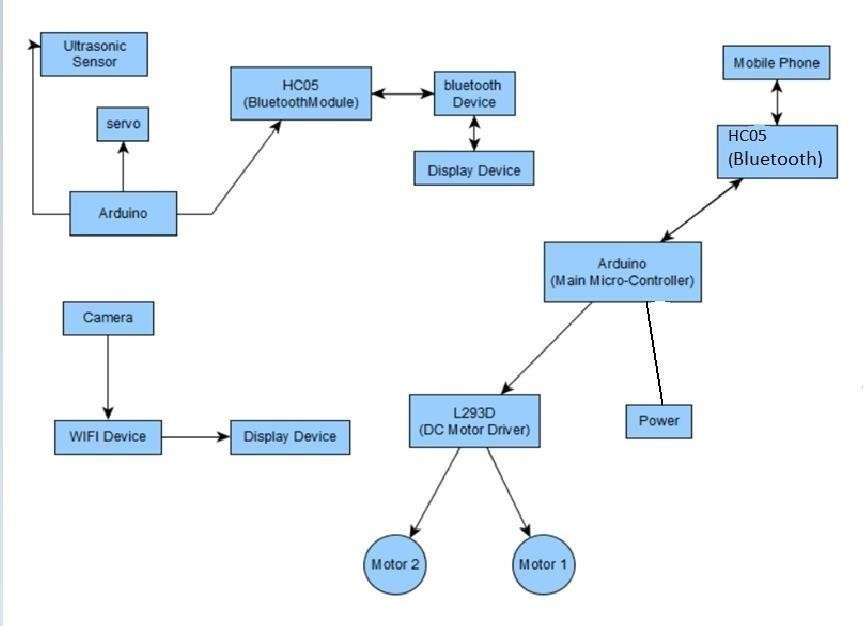 Ultrasonic
Sensor
servo
Arduino
HC05
(BluetoothModule)
bluetooth
Device
Display Device
Mobile Phone
HC05
(Bluetooth)
Arduino
(Main Micro-Controller)
Camera
WIFI Device
Display Device
L293D
(DC Motor Driver)
Power
Motor 2
Motor 1